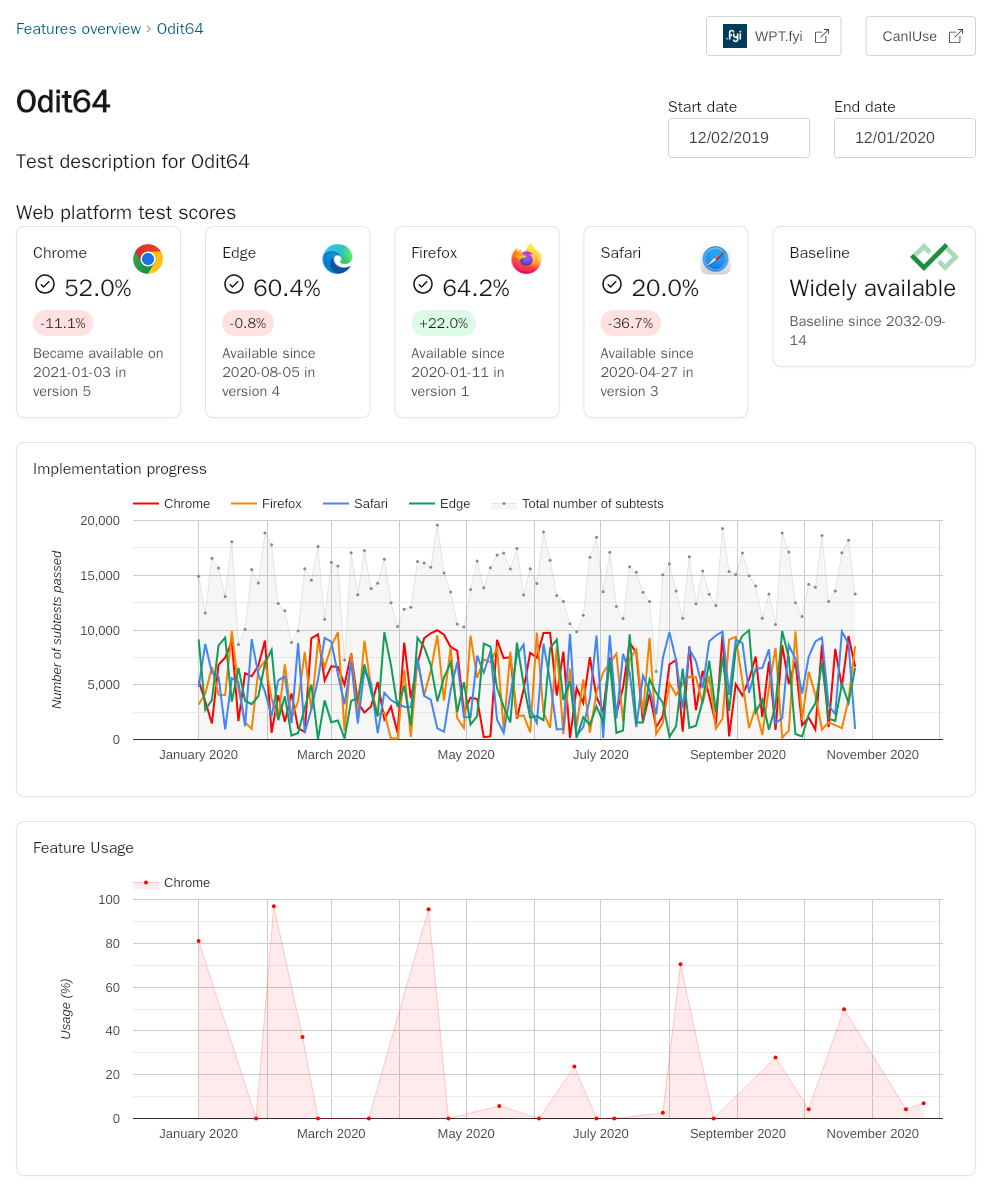 Features overview › Odit64
.fyi WPT.fyi
CanIUse
Odit64
Start date
End date
12/02/2019
12/01/2020
Test description for Odit64
Web platform test scores
Chrome
52.0%
-11.1%
Became available on
2021-01-03 in
version 5
Edge
60.4%
-0.8%
Available since
2020-08-05 in
version 4
Firefox
64.2%
+22.0%
Available since
2020-01-11 in
version 1
Safari
20.0%
-36.7%
Available since
2020-04-27 in
version 3
Baseline
Widely available
Baseline since 2032-09-
14
Implementation progress
Chrome Firefox Safari Edge Total number of subtests
Number of subtests passed
20,000
15,000
10,000
5,000
0
January 2020 March 2020 May 2020 July 2020 September 2020 November 2020
Feature Usage
Chrome
Usage (%)
100
80
60
40
20
0
January 2020 March 2020 May 2020 July 2020 September 2020 November 2020